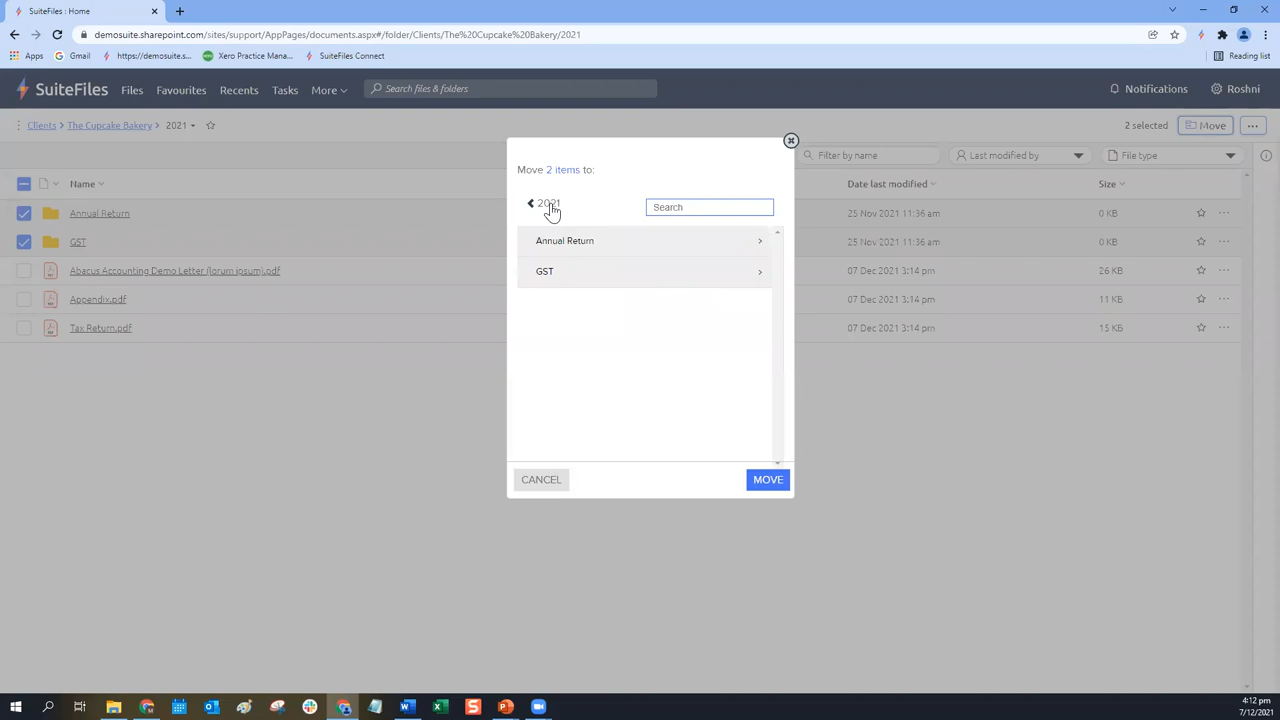 SuiteFiles : Home
demosuite.sharepoint.com/sites/support/AppPages/documents.aspx#/folder/Clients/The%20Cupcake%20Bakery/2021
Apps Gmail https://demosuite.s... Xero Practice Mana... SuiteFiles Connect Reading list
SuiteFiles Files Favourites Recents Tasks More Search files & folders Notifications Roshni
Clients > The Cupcake Bakery > 2021 2 selected Move ...
Filter by name Last modified by File type
Name Date last modified Size
Annual Return 25 Nov 2021 11:36 am 0 KB
GST 25 Nov 2021 11:36 am 0 KB
Abacus Accounting Demo Letter (lorum ipsum).pdf 07 Dec 2021 3:14 pm 26 KB
Appendix.pdf 07 Dec 2021 3:14 pm 11 KB
Tax Return.pdf 07 Dec 2021 3:14 pm 15 KB
Move 2 items to:
2021 Search
Annual Return
GST
CANCEL MOVE
4:12 pm
7/12/2021